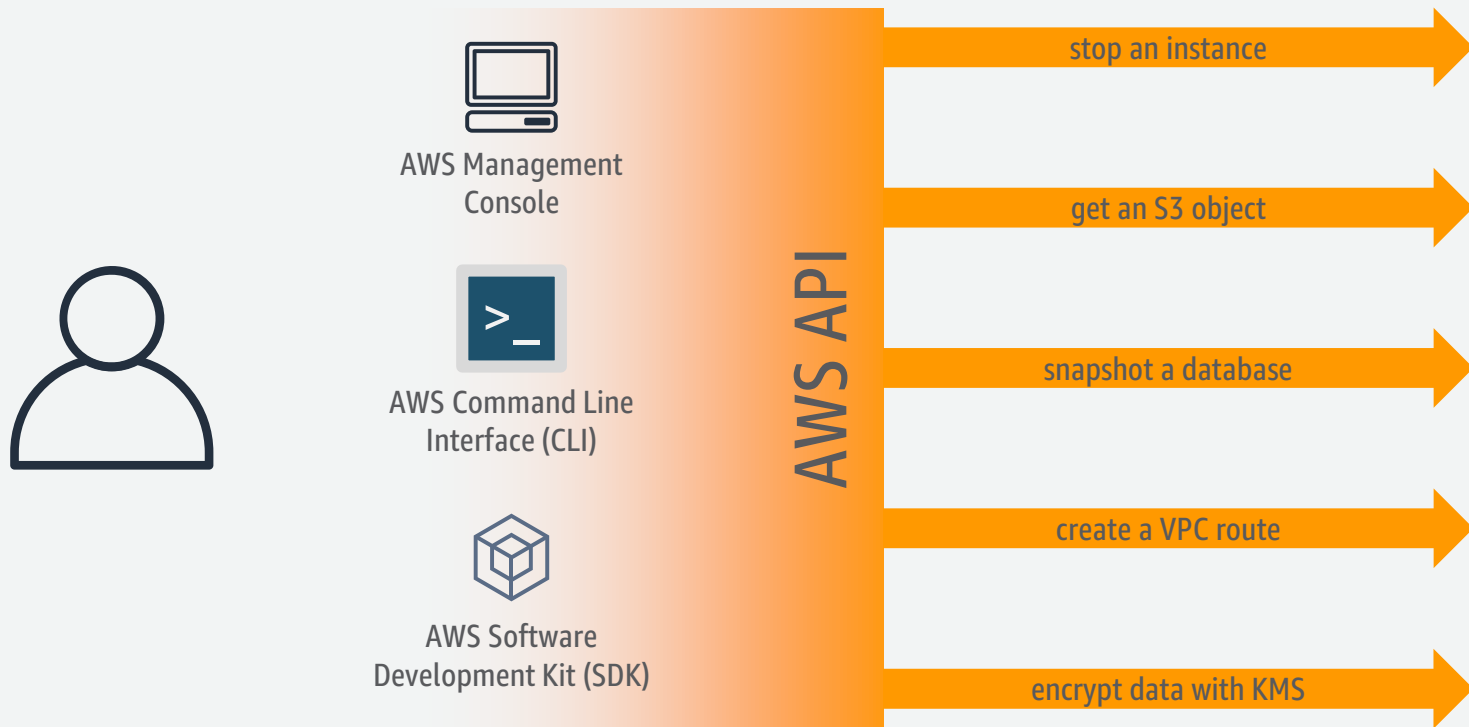 AWS Management
Console
>_
AWS Command Line
Interface (CLI)
AWS Software
Development Kit (SDK)
AWS API
stop an instance
get an S3 object
snapshot a database
create a VPC route
encrypt data with KMS